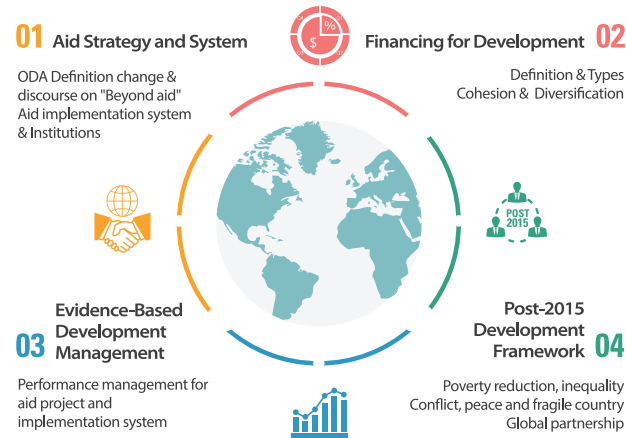 01 Aid Strategy and System
ODA Definition change &
discourse on "Beyond aid"
Aid implementation system
& Institutions
%
$
Financing for Development 02
Definition & Types
Cohesion & Diversification
POST
2015
03 Evidence-Based
Development
Management
Performance management for
aid project and
implementation system
Post-2015
Development
Framework 04
Poverty reduction, inequality
Conflict, peace and fragile country
Global partnership